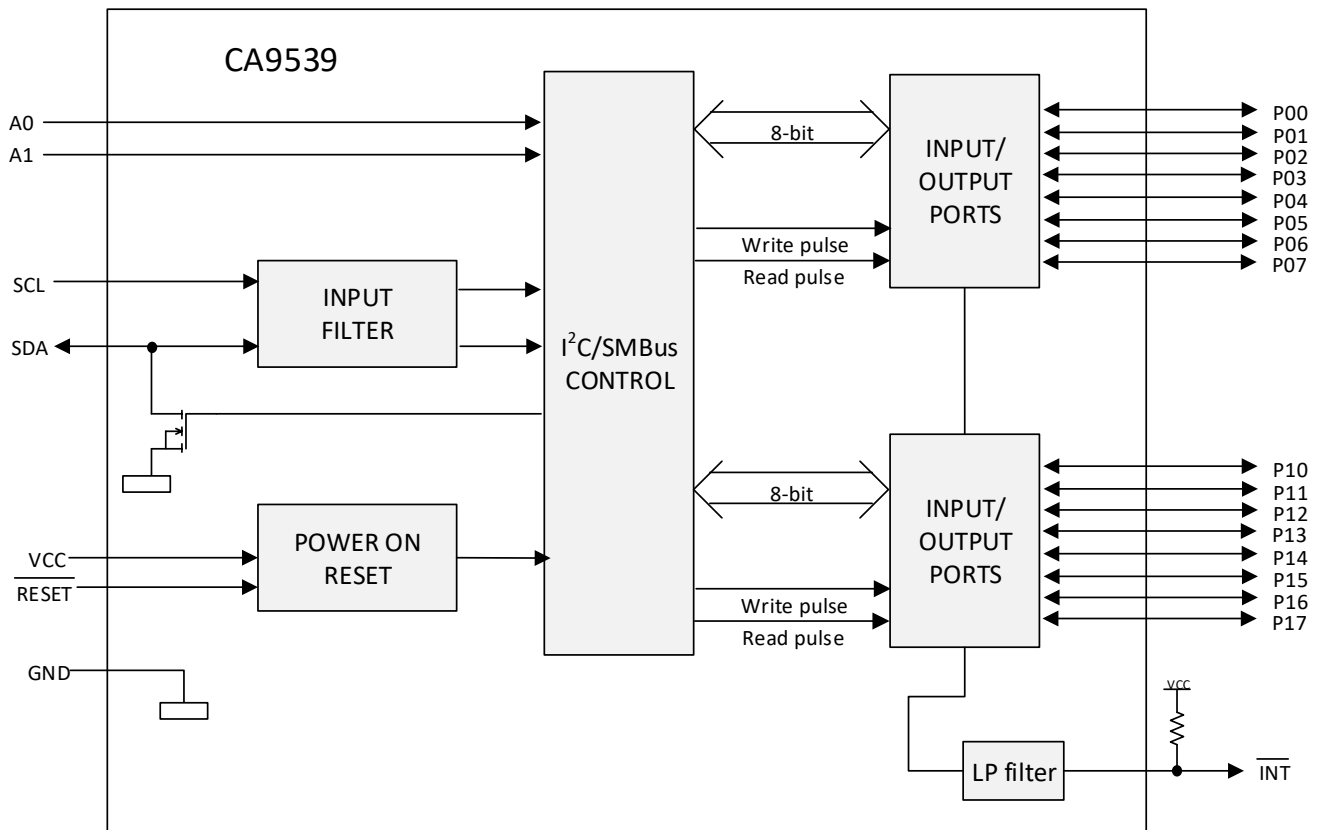 CA9539
A0
A1
SCL
SDA
VCC
RESET
GND
INPUT
FILTER
POWER ON
RESET
I²C/SMBus
CONTROL
8-bit
Write pulse
Read pulse
INPUT/
OUTPUT
PORTS
P00
P01
P02
P03
P04
P05
P06
P07
8-bit
Write pulse
Read pulse
INPUT/
OUTPUT
PORTS
P10
P11
P12
P13
P14
P15
P16
P17
VCC
LP filter
INT